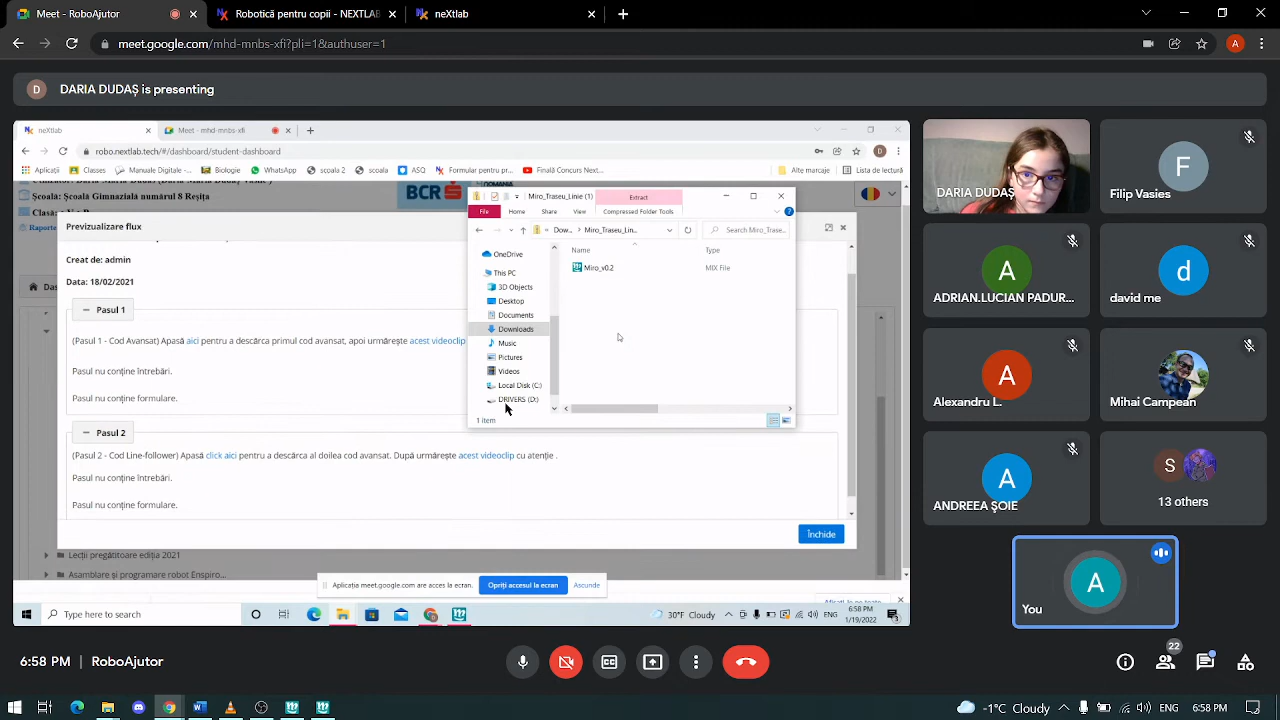 Meet
Robotică pentru copii - NEXTLAB
neXtlab
meet.google.com/mhd-mnbs-xfi?pli=1&authuser=1
A
D DARIA DUDAȘ is presenting
neXtlab
Meet - mhd-mnbs-xfi
robo.nextlab.tech/#/dashboard/student-dashboard
D
Aplicații
Classes
Manuale Digitale -...
Biologie
WhatsApp
scoala 2
scoala
ASQ
Formular pentru pr...
Finală Concurs Next...
Alte marcaje
Reading list
Școala: Școală Gimnazială numărul 8 Reșița
BCR
Raporte
Previzualizare flux
Creat de: admin
Data: 18/02/2021
Pasul 1
(Pasul 1 - Cod Avansat) Apasă aici pentru a descărca primul cod avansat, apoi urmărește acest videoclip
Pasul nu conține întrebări.
Pasul nu conține formulare.
Pasul 2
(Pasul 2 - Cod Line-follower) Apasă click aici pentru a descărca al doilea cod avansat. După urmărește acest videoclip cu atenție .
Pasul nu conține întrebări.
Pasul nu conține formulare.
Închide
Lecții pregătitoare ediția 2021
Asamblare și programare robot Enspiro...
Miro_Traseu_Linie (1)
Extract
File
Home
Share
View
Compressed Folder Tools
Dow...
Miro_Traseu_Lin...
Search Miro_Trase...
Name
Type
Miro_v0.2
MIX File
OneDrive
This PC
3D Objects
Desktop
Documents
Downloads
Music
Pictures
Videos
Local Disk (C:)
DRIVERS (D:)
1 item
Aplicația meet.google.com are acces la ecran.
Opriți accesul la ecran
Ascunde
Type here to search
30°F Cloudy
6:58 PM
1/19/2022
DARIA DUDAȘ
F
Filip Vasies...
A
ADRIAN.LUCIAN PADUR...
d
david me
A
Alexandru L...
Mihai Campean
A
ANDREEA ȘOIE
S
13 others
A
You
6:58 PM | RoboAjutor
22
-1°C Cloudy
6:58 PM